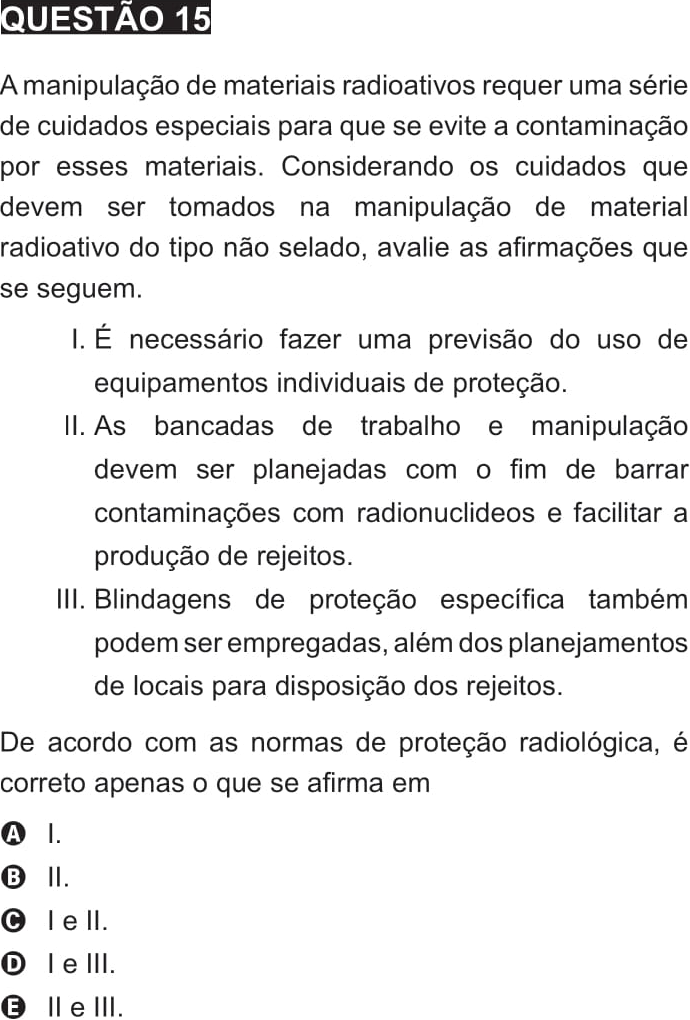 QUESTÃO 15
A manipulação de materiais radioativos requer uma série
de cuidados especiais para que se evite a contaminação
por esses materiais. Considerando os cuidados que
devem ser tomados na manipulação de material
radioativo do tipo não selado, avalie as afirmações que
se seguem.
I. É necessário fazer uma previsão do uso de
equipamentos individuais de proteção.
II. As bancadas de trabalho e manipulação
devem ser planejadas com o fim de barrar
contaminações com radionuclideos e facilitar a
produção de rejeitos.
III. Blindagens de proteção específica também
podem ser empregadas, além dos planejamentos
de locais para disposição dos rejeitos.
De acordo com as normas de proteção radiológica, é
correto apenas o que se afirma em
A I.
B II.
C I e II.
D I e III.
E II e III.